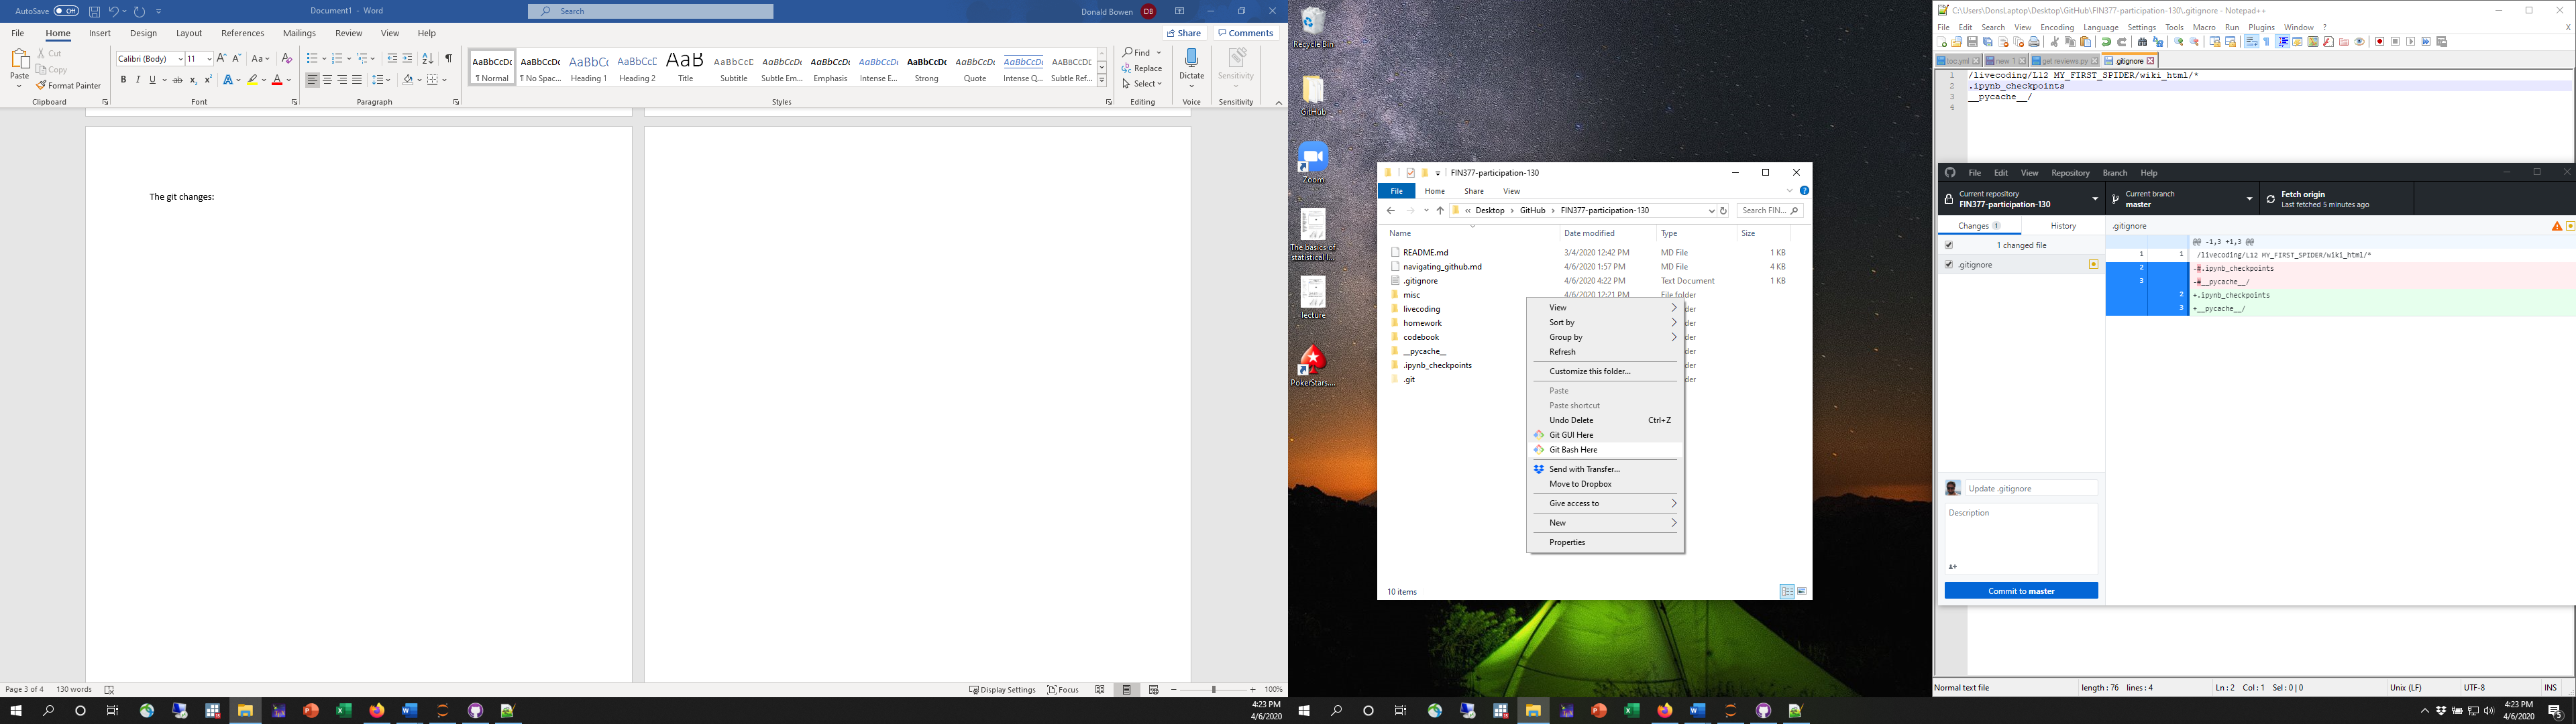 AutoSave Off
Document1 - Word
Search
Donald Bowen DB
File Home Insert Design Layout References Mailings Review View Help
Share Comments
Paste
Cut
Copy
Format Painter
Clipboard
Calibri (Body) 11
Font
Paragraph
AaBbCcDc AaBbCcDc AaBbCc AaBbCcD AaB AaBbCcD AaBbCcDc AaBbCcDc AaBbCcDc AaBbCcDc AaBbCcDc AaBbCcDc AABBCCDE
¶ Normal ¶ No Spac... Heading 1 Heading 2 Title Subtitle Subtle Em... Emphasis Intense E... Strong Quote Intense Q... Subtle Ref...
Styles
Find
Replace
Select
Editing
Dictate
Voice
Sensitivity
Sensitivity
The git changes:
Page 3 of 4 130 words
Display Settings Focus
100%
4:23 PM
4/6/2020
Recycle Bin
GitHub
Zoom
The basics of
statistical l...
lecture
PokerStars....
FIN377-participation-130
File Home Share View
« Desktop > GitHub > FIN377-participation-130
Search FIN...
Name Date modified Type Size
README.md 3/4/2020 12:42 PM MD File 1 KB
navigating_github.md 4/6/2020 1:57 PM MD File 4 KB
.gitignore 4/6/2020 4:22 PM Text Document 1 KB
misc 4/6/2020 12:21 PM File folder
livecoding
homework
codebook
__pycache__
.ipynb_checkpoints
.git
View
Sort by
Group by
Refresh
Customize this folder...
Paste
Paste shortcut
Undo Delete Ctrl+Z
Git GUI Here
Git Bash Here
Send with Transfer...
Move to Dropbox
Give access to
New
Properties
10 items
C:\Users\DonsLaptop\Desktop\GitHub\FIN377-participation-130\.gitignore - Notepad++
File Edit Search View Encoding Language Settings Tools Macro Run Plugins Window ?
X
toc.yml new 1 get reviews.py .gitignore
1 /livecoding/L12 MY_FIRST_SPIDER/wiki_html/*
2 .ipynb_checkpoints
3 __pycache__/
4
File Edit View Repository Branch Help
Current repository
FIN377-participation-130
Current branch
master
Fetch origin
Last fetched 5 minutes ago
Changes 1 History
.gitignore
1 changed file
.gitignore
@@ -1,3 +1,3 @@
1 1 /livecoding/L12 MY_FIRST_SPIDER/wiki_html/*
2 -#.ipynb_checkpoints
3 -#__pycache__/
2 +.ipynb_checkpoints
3 +__pycache__/
Update .gitignore
Description
Commit to master
Normal text file
length : 76 lines : 4
Ln : 2 Col : 1 Sel : 0 | 0
Unix (LF)
UTF-8
INS
4:23 PM
4/6/2020